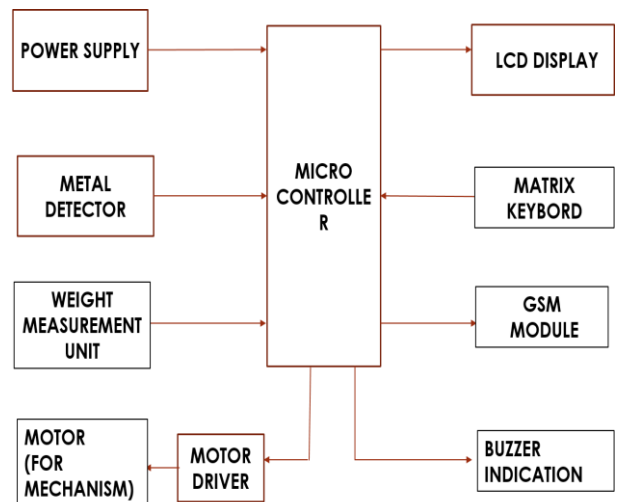 POWER SUPPLY
LCD DISPLAY
MICRO
CONTROLLE
R
METAL
DETECTOR
MATRIX
KEYBORD
WEIGHT
MEASUREMENT
UNIT
GSM
MODULE
MOTOR
(FOR
MECHANISM)
MOTOR
DRIVER
BUZZER
INDICATION